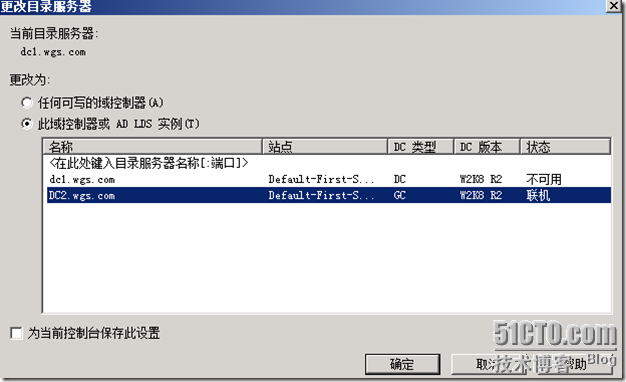 更改目录服务器
当前目录服务器:
dc1.wgs.com
更改为:
任何可写的域控制器(A)
此域控制器或 AD LDS 实例(T)
名称 站点 DC 类型 DC 版本 状态
<在此处键入目录服务器名称[:端口]>
dc1.wgs.com Default-First-S... DC W2K8 R2 不可用
DC2.wgs.com Default-First-S... GC W2K8 R2 联机
为当前控制台保存此设置
51CTO.com
确定 取消 帮助
技术博客 Blog